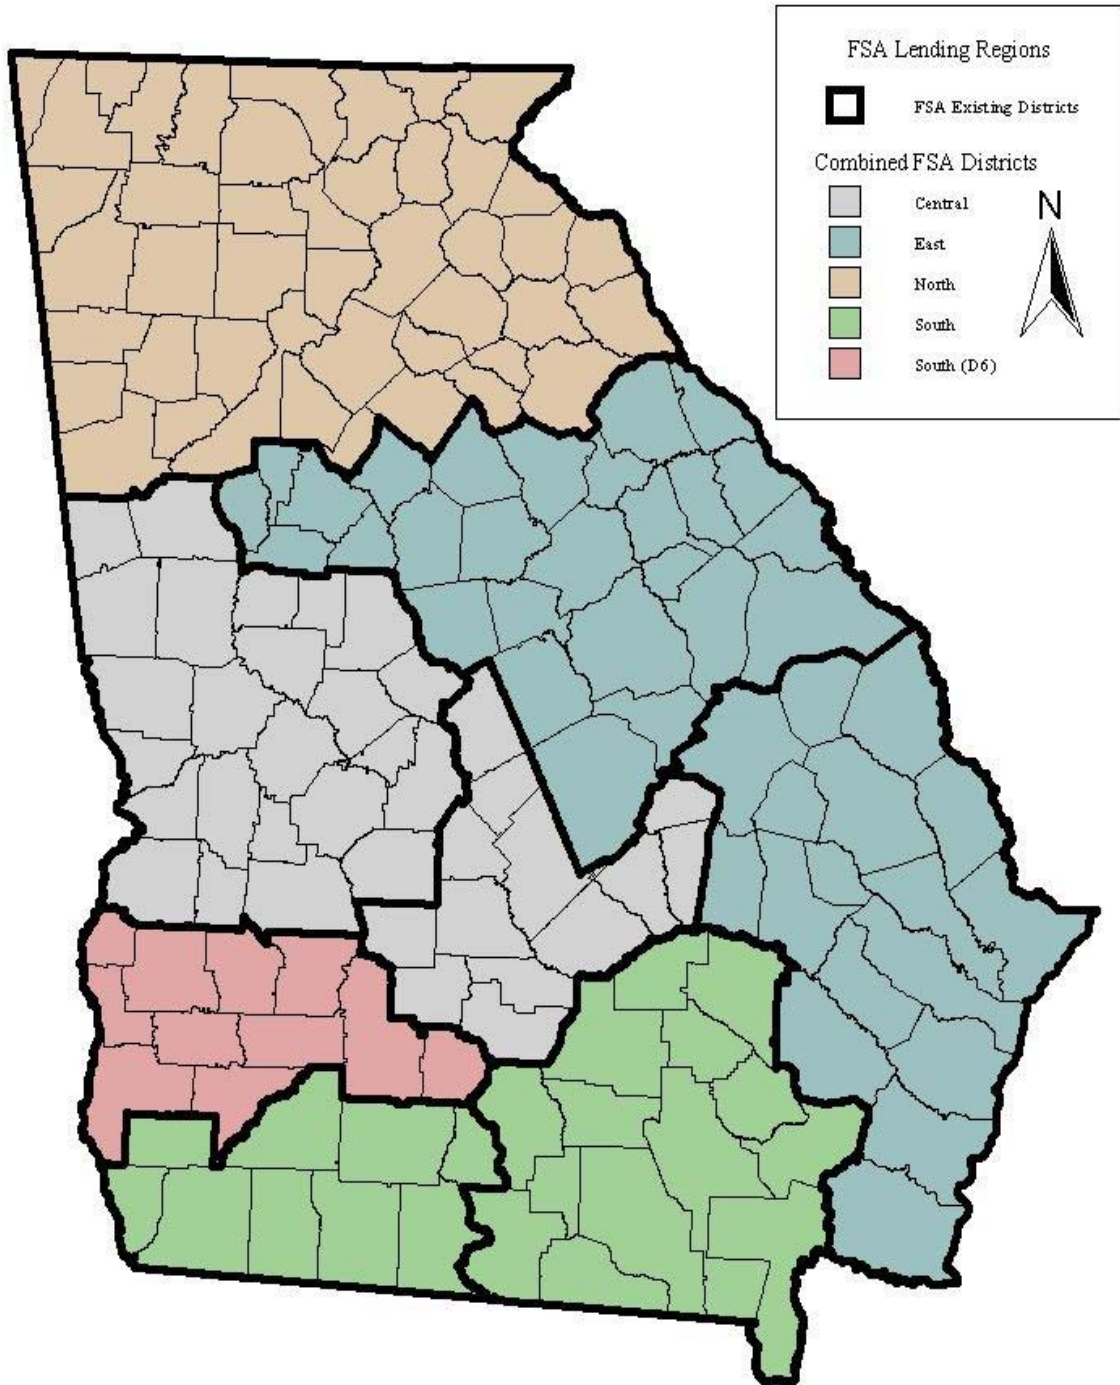 FSA Lending Regions
FSA Existing Districts
Combined FSA Districts
Central
N
East
North
South
South (D6)